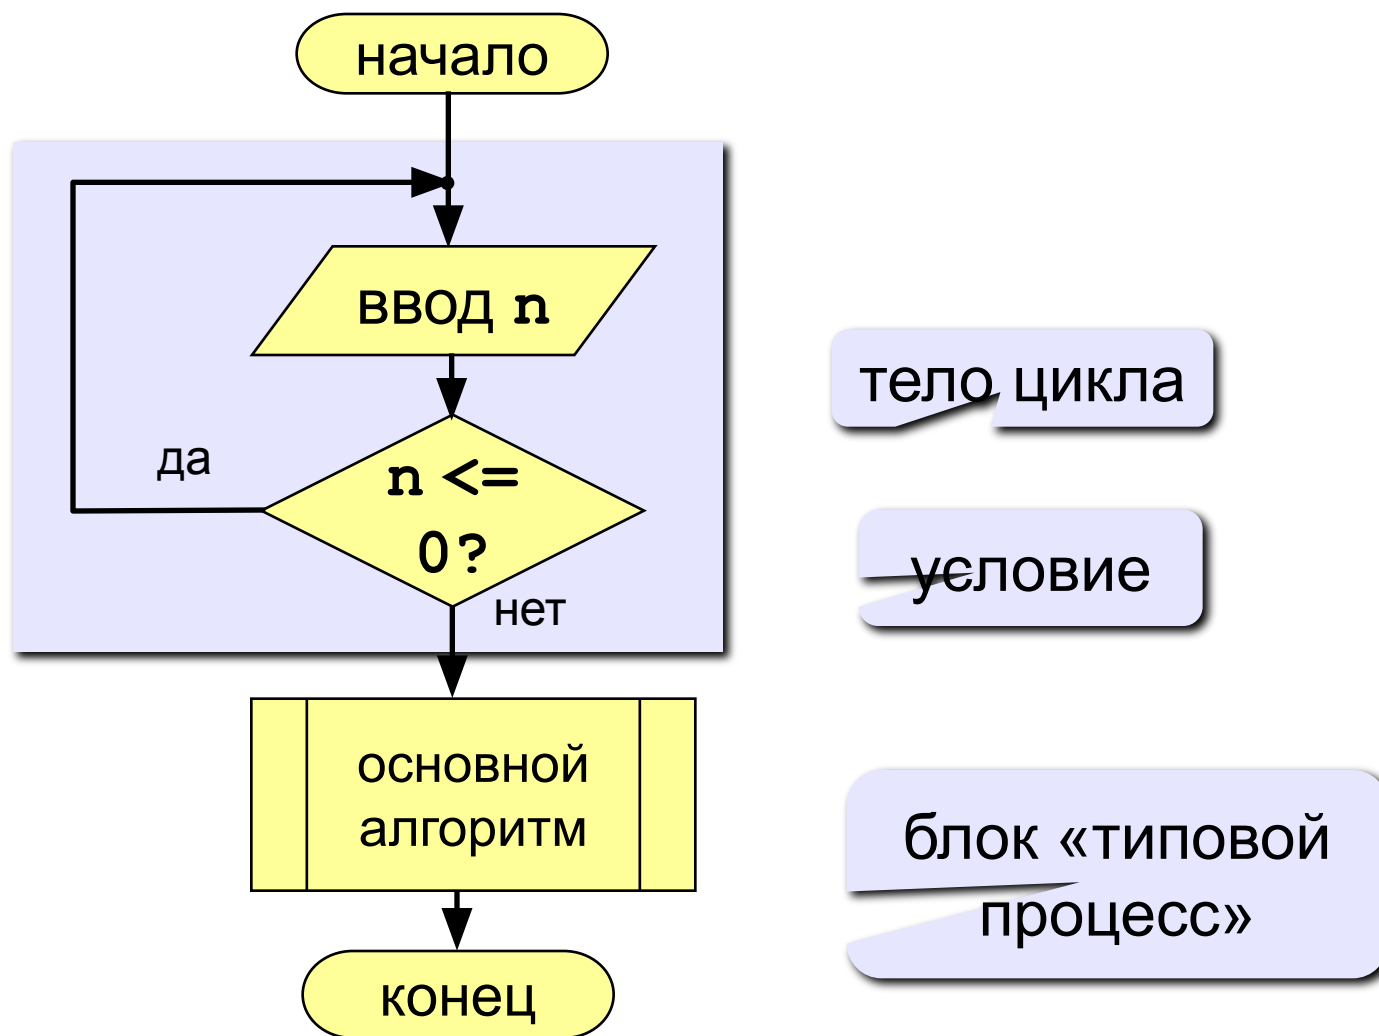 начало
ввод n
тело цикла
да
n <=
0?
условие
нет
основной
алгоритм
блок «типовой
процесс»
конец